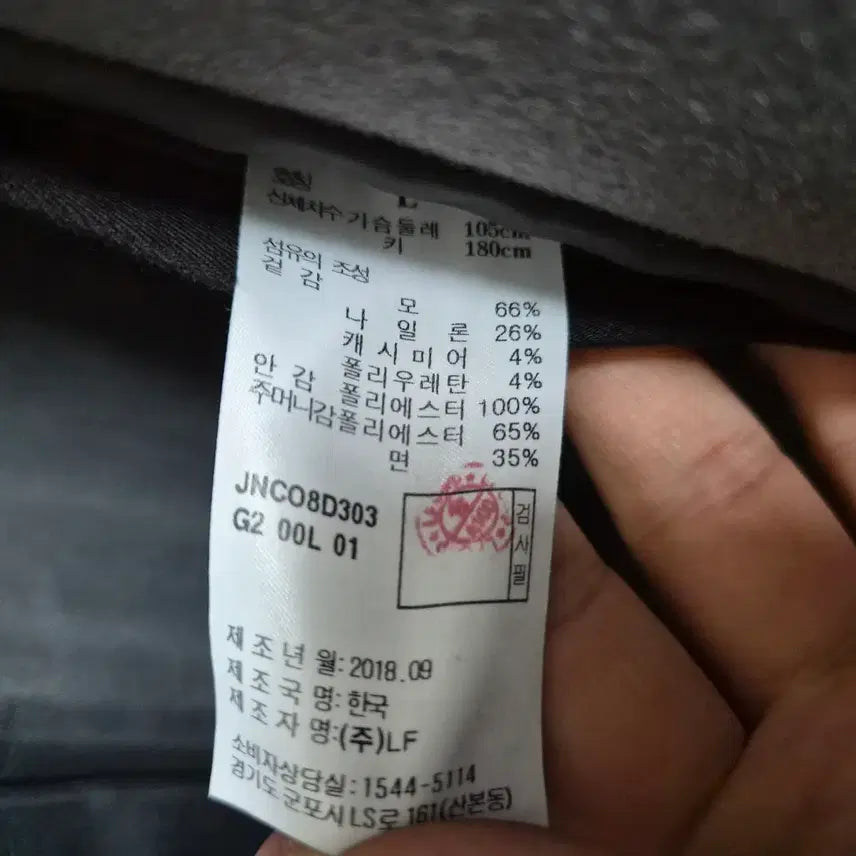 호칭 L
신체치수 가슴둘레 105cm
키 180cm
섬유의 조성
겉 감
모 66%
나 일 론 26%
캐 시 미 어 4%
안 감 폴리우레탄 4%
주머니감폴리에스터 100%
폴리에스터 65%
면 35%
JNCO8D303
G2 00L 01
검사필
제 조 년 월: 2018.09
제 조 국 명: 한국
제 조 자 명:(주)LF
소비자상담실: 1544-5114
경기도 군포시 LS로 161(산본동)